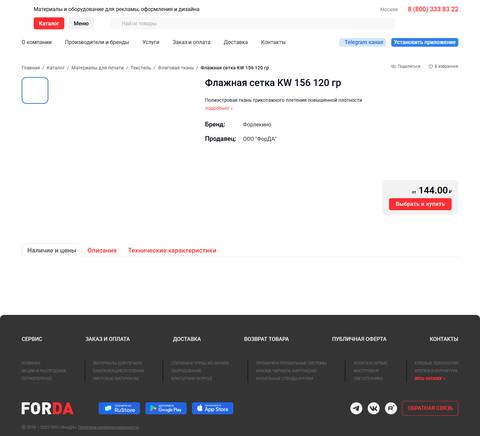 Материалы и оборудование для рекламы, оформления и дизайна
Москва
8 (800) 333 83 22
Каталог
Меню
Найти товары
О компании
Производители и бренды
Услуги
Заказ и оплата
Доставка
Контакты
Telegram канал
Установить приложение
Главная / Каталог / Материалы для печати / Текстиль / Флаговая ткань / Флажная сетка KW 156 120 гр
Поделиться
В избранное
Флажная сетка KW 156 120 гр
Полиэстровая ткань трикотажного плетения повышенной плотности
подробнее »
Бренд: Форлекино
Продавец: ООО "ФорДА"
от 144.00 ₽
Выбрать и купить
Наличие и цены
Описание
Технические характеристики
СЕРВИС
ЗАКАЗ И ОПЛАТА
ДОСТАВКА
ВОЗВРАТ ТОВАРА
ПУБЛИЧНАЯ ОФЕРТА
КОНТАКТЫ
FORDA
RuStore
Google Play
App Store
ОБРАТНАЯ СВЯЗЬ